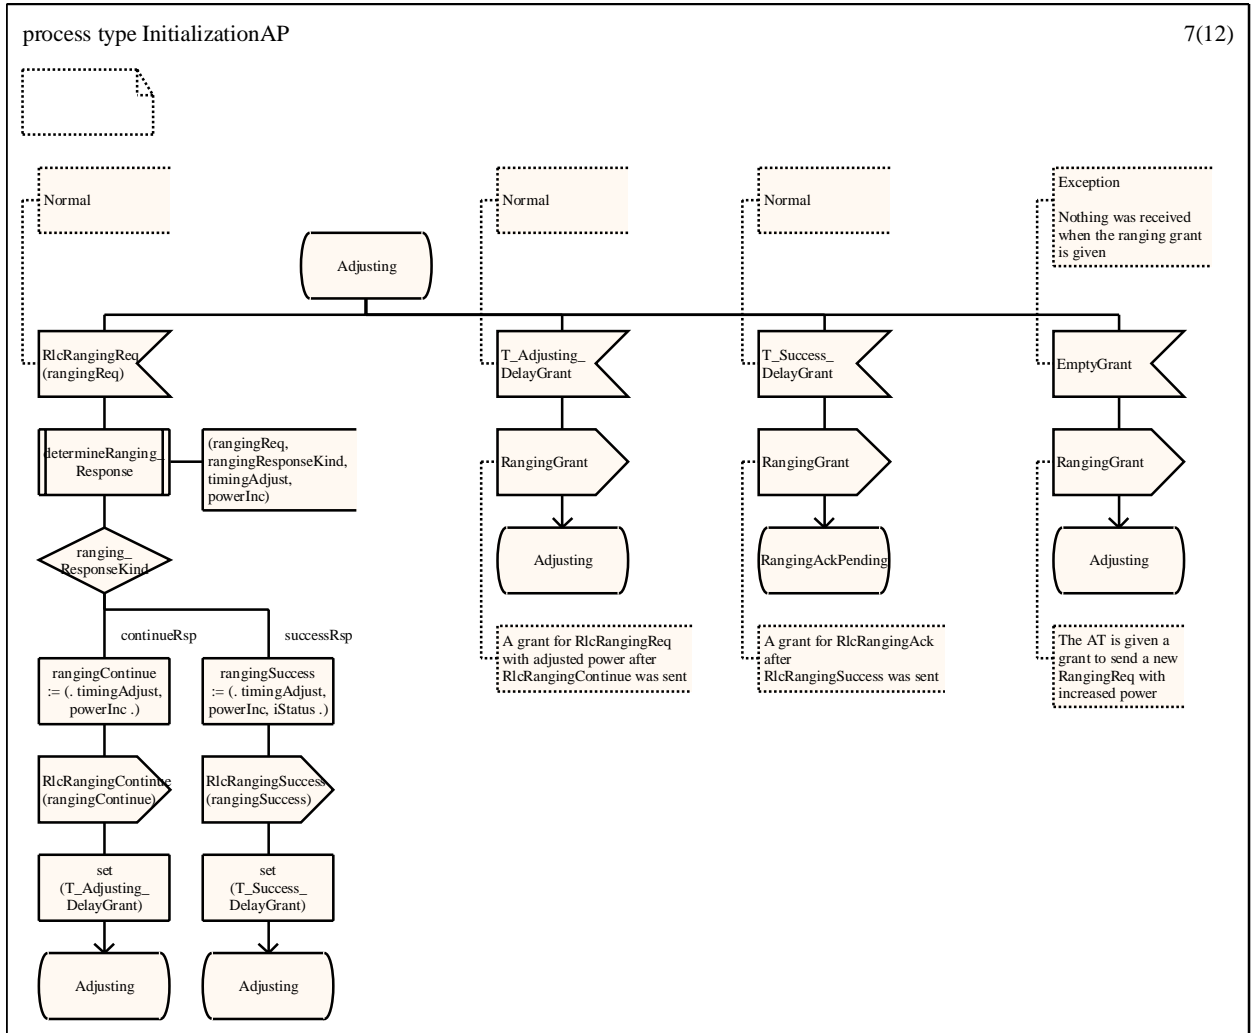 process type InitializationAP
7(12)
Normal
Normal
Normal
Exception
Nothing was received
when the ranging grant
is given
Adjusting
RlcRangingReq
(rangingReq)
T_Adjusting_
DelayGrant
T_Success_
DelayGrant
EmptyGrant
determineRanging_
Response
(rangingReq,
rangingResponseKind,
timingAdjust,
powerInc)
RangingGrant
RangingGrant
RangingGrant
ranging_
ResponseKind
Adjusting
RangingAckPending
Adjusting
continueRsp
successRsp
A grant for RlcRangingReq
with adjusted power after
RlcRangingContinue was sent
A grant for RlcRangingAck
after
RlcRangingSuccess was sent
The AT is given a
grant to send a new
RangingReq with
increased power
rangingContinue
:= (. timingAdjust,
powerInc .)
rangingSuccess
:= (. timingAdjust,
powerInc, iStatus .)
RlcRangingContinue
(rangingContinue)
RlcRangingSuccess
(rangingSuccess)
set
(T_Adjusting_
DelayGrant)
set
(T_Success_
DelayGrant)
Adjusting
Adjusting